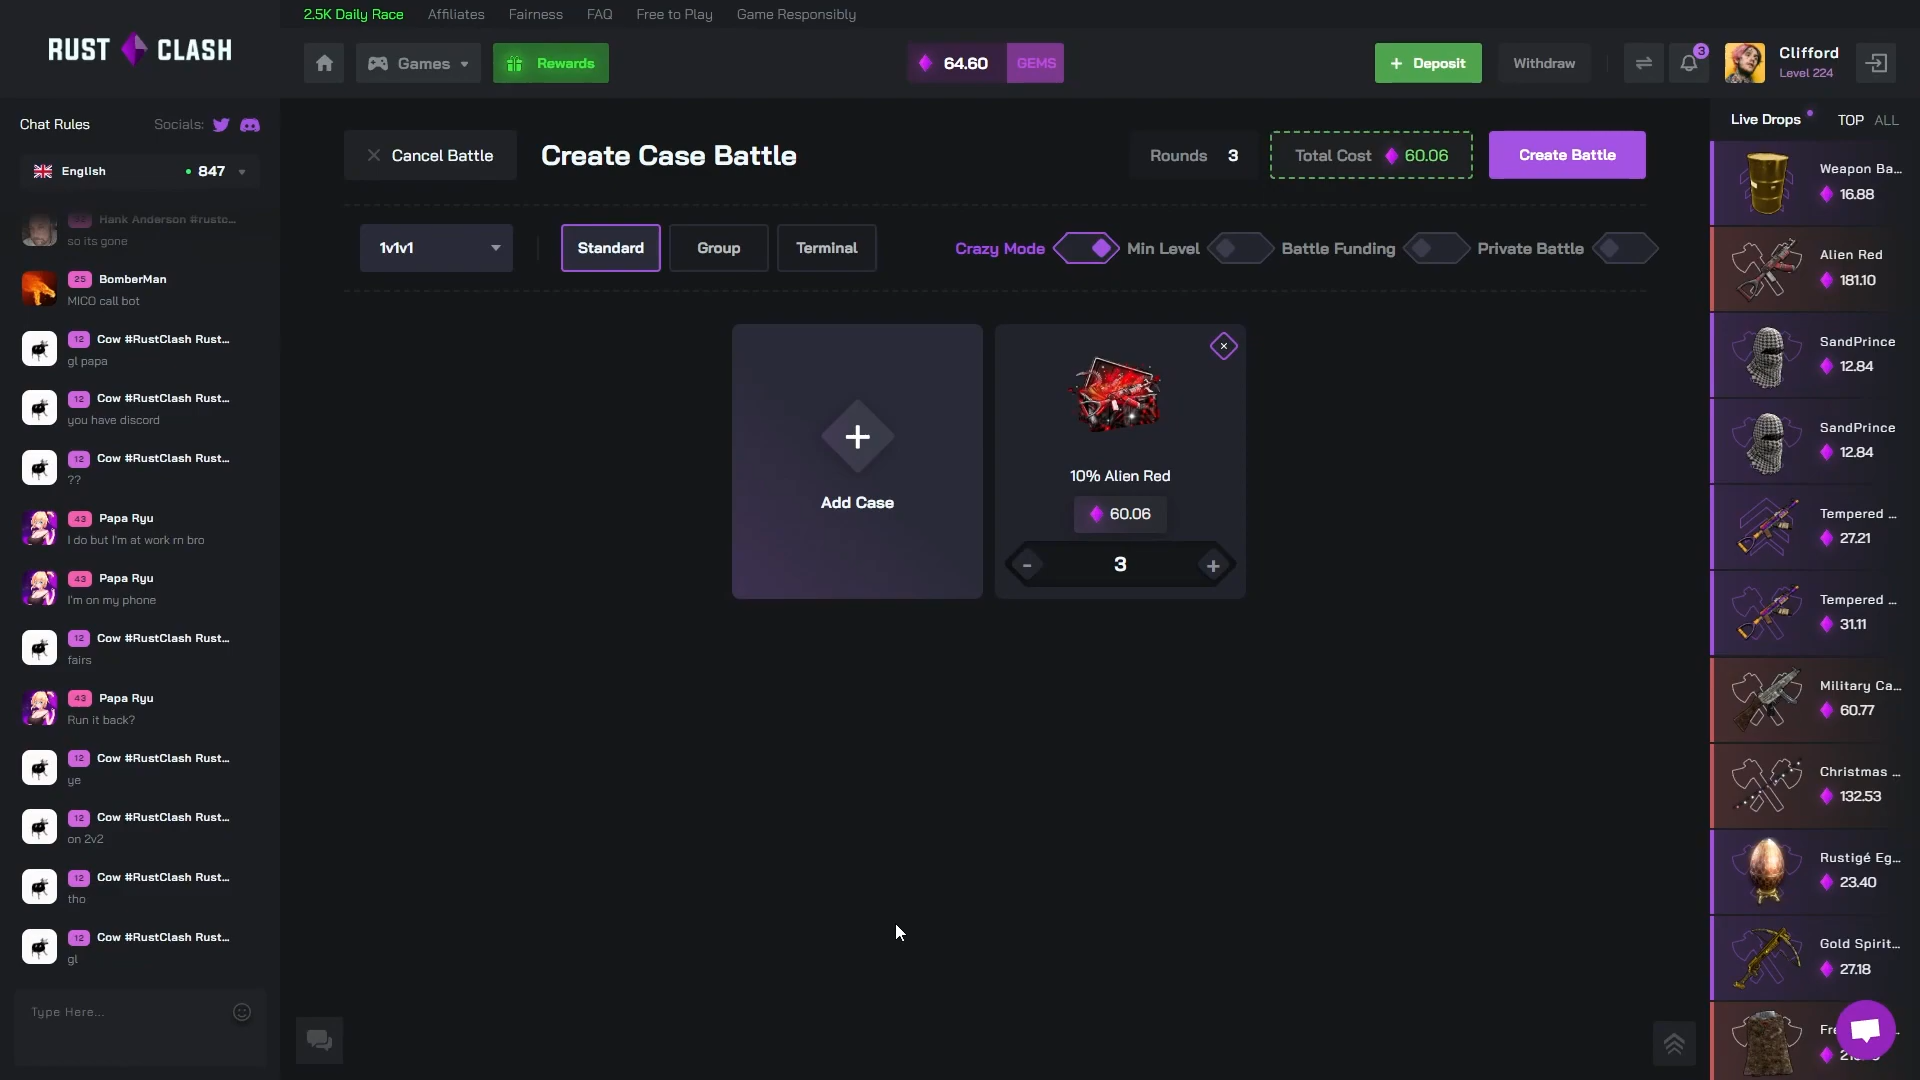 2.5K Daily Race Affiliates Fairness FAQ Free to Play Game Responsibly
RUST CLASH
Games Rewards 64.60 GEMS + Deposit Withdraw 3 Clifford
Level 224
Chat Rules Socials:
English 847
Hank Anderson #rustc...
so its gone
25 BomberMan
MICO call bot
12 Cow #RustClash Rust...
gl papa
12 Cow #RustClash Rust...
you have discord
12 Cow #RustClash Rust...
??
43 Papa Ryu
I do but I'm at work rn bro
43 Papa Ryu
I'm on my phone
12 Cow #RustClash Rust...
fairs
43 Papa Ryu
Run it back?
12 Cow #RustClash Rust...
ye
12 Cow #RustClash Rust...
on 2v2
12 Cow #RustClash Rust...
tho
12 Cow #RustClash Rust...
gl
Type Here...
Cancel Battle Create Case Battle Rounds 3 Total Cost 60.06 Create Battle
1v1v1 Standard Group Terminal Crazy Mode Min Level Battle Funding Private Battle
+
Add Case
10% Alien Red
60.06
- 3 +
Live Drops TOP ALL
Weapon Ba...
16.88
Alien Red
181.10
SandPrince
12.84
SandPrince
12.84
Tempered ...
27.21
Tempered ...
31.11
Military Ca...
60.77
Christmas ...
132.53
Rustigé Eg...
23.40
Gold Spirit...
27.18